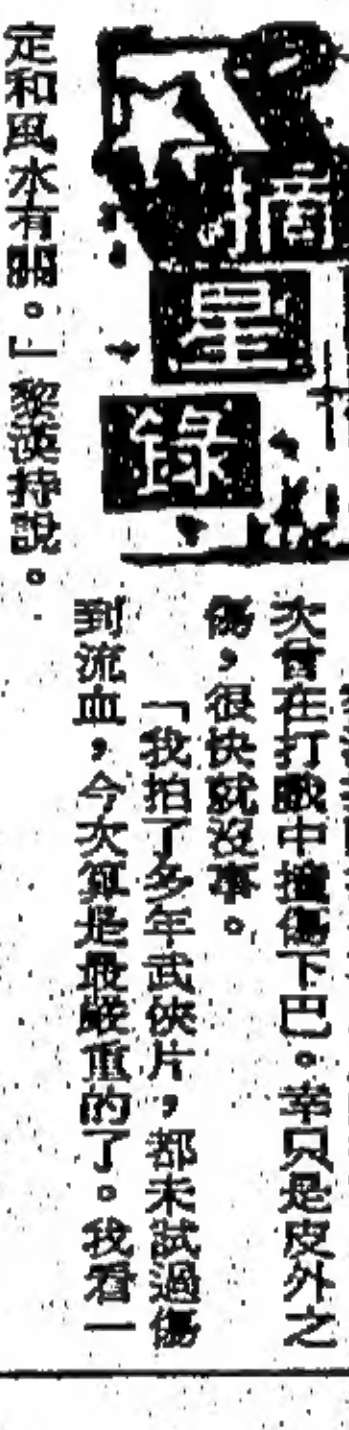 摘星錄
次曾在打戲中撞傷下巴。幸只是皮外之
傷，很快就沒事。
「我拍了多年武俠片，都未試過傷
到流血，今次算是最嚴重的了。我看一
定和風水有關。」黎漢持說。